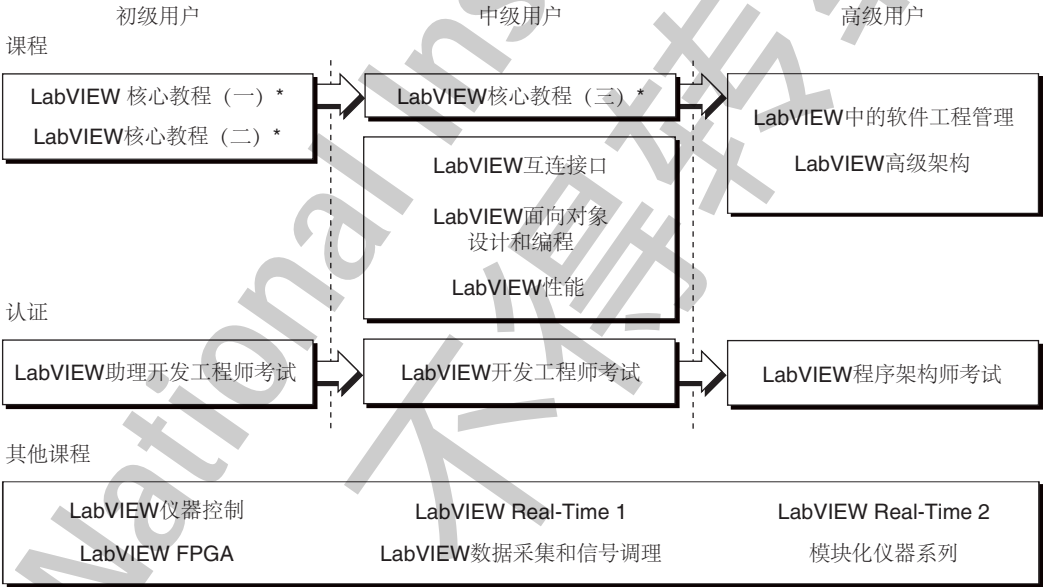 初级用户 中级用户 高级用户
课程
LabVIEW 核心教程（一）*
LabVIEW核心教程（二）*
LabVIEW核心教程（三）*
LabVIEW互连接口
LabVIEW面向对象
设计和编程
LabVIEW性能
LabVIEW中的软件工程管理
LabVIEW高级架构
认证
LabVIEW助理开发工程师考试
LabVIEW开发工程师考试
LabVIEW程序架构师考试
其他课程
LabVIEW仪器控制 LabVIEW Real-Time 1 LabVIEW Real-Time 2
LabVIEW FPGA LabVIEW数据采集和信号调理 模块化仪器系列
National Ins
不得转